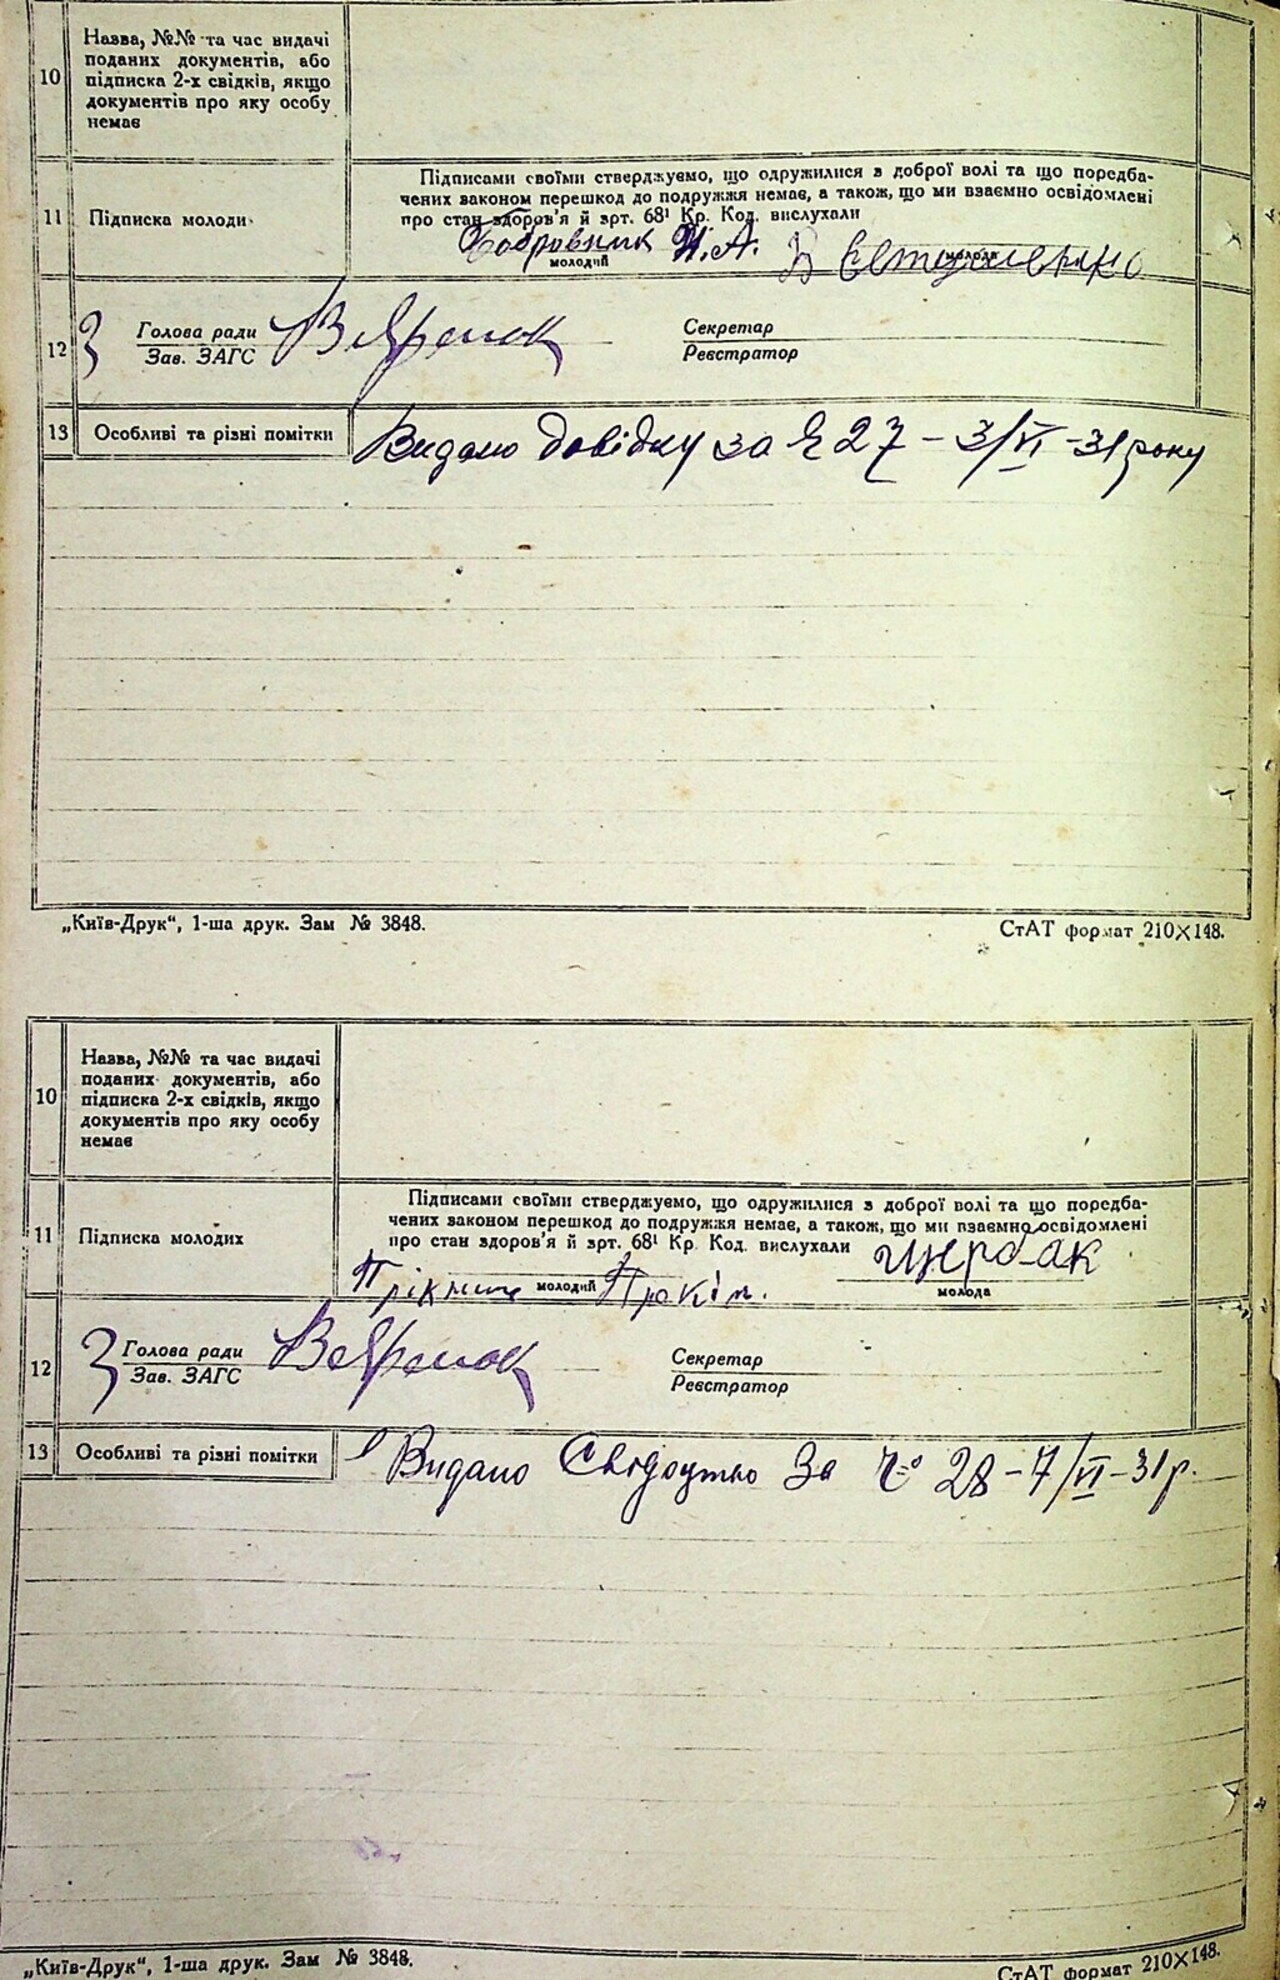 10
Назва, №№ та час видачі
поданих документів, або
підписка 2-х свідків, якщо
документів про яку особу
немає
11
Підписка молоди
Підписами своїми стверджуємо, що одружилися з доброї волі та що поредба-
чених законом перешкод до подружжя немає, а також, що ми взаємно освідомлені
про стан здоров'я й зрт. 68¹ Кр. Код. вислухали
Бобровник И. А.
молодий
молода
12
Голова ради
Зав. ЗАГС
Секретар
Реєстратор
13
Особливі та різні помітки
Видано довідку за № 27 – 3/VI – 31 року
„Київ-Друк“, 1-ша друк. Зам № 3848.
СтАТ формат 210×148.
10
Назва, №№ та час видачі
поданих документів, або
підписка 2-х свідків, якщо
документів про яку особу
немає
11
Підписка молодих
Підписами своїми стверджуємо, що одружилися з доброї волі та що поредба-
чених законом перешкод до подружжя немає, а також, що ми взаємно освідомлені
про стан здоров'я й зрт. 68¹ Кр. Код. вислухали
Щербак
молодий
молода
12
Голова ради
Зав. ЗАГС
Секретар
Реєстратор
13
Особливі та різні помітки
Видано Свідоцтво За № 28 – 7/VI – 31 р.
„Київ-Друк“, 1-ша друк. Зам № 3848.
СтАТ формат 210×148.